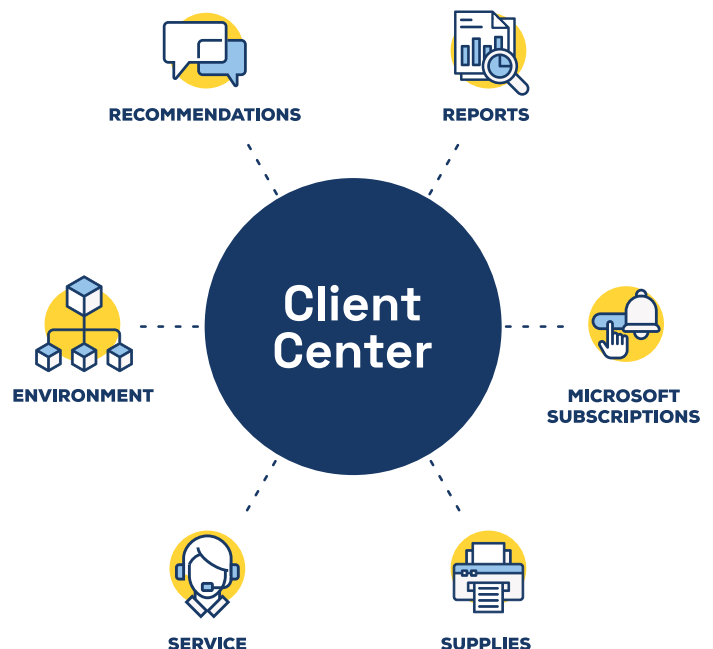 RECOMMENDATIONS
REPORTS
Client
Center
ENVIRONMENT
MICROSOFT
SUBSCRIPTIONS
SERVICE
SUPPLIES